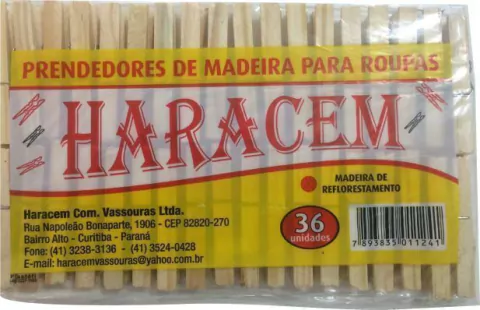 PRENDEDORES DE MADEIRA PARA ROUPAS
HARACEM
MADEIRA DE
REFLORESTAMENTO
Haracem Com. Vassouras Ltda.
Rua Napoleão Bonaparte, 1906 - CEP 82820-270
Bairro Alto - Curitiba - Paraná
Fone: (41) 3238-3136 - (41) 3524-0428
E-mail: haracemvassouras@yahoo.com.br
36
unidades
7893835011241